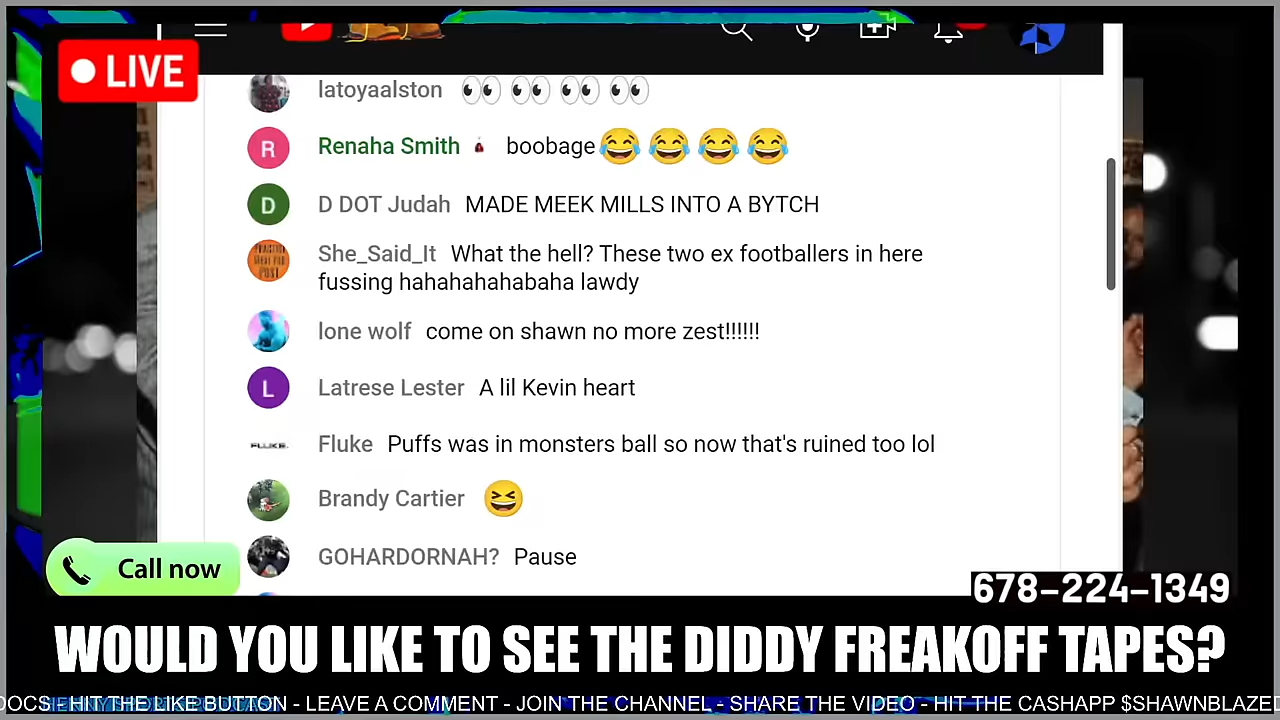 LIVE
latoyaalston 👀 👀 👀 👀
R Renaha Smith boobage😂 😂 😂 😂
D D DOT Judah MADE MEEK MILLS INTO A BYTCH
She_Said_It What the hell? These two ex footballers in here
fussing hahahahahabaha lawdy
lone wolf come on shawn no more zest!!!!!!
L Latrese Lester A lil Kevin heart
FLUKE. Fluke Puffs was in monsters ball so now that's ruined too lol
Brandy Cartier 😆
GOHARDORNAH? Pause
Call now
678-224-1349
WOULD YOU LIKE TO SEE THE DIDDY FREAKOFF TAPES?
DOCS - HIT THE LIKE BUTTON - LEAVE A COMMENT - JOIN THE CHANNEL - SHARE THE VIDEO - HIT THE CASHAPP $SHAWNBLAZE